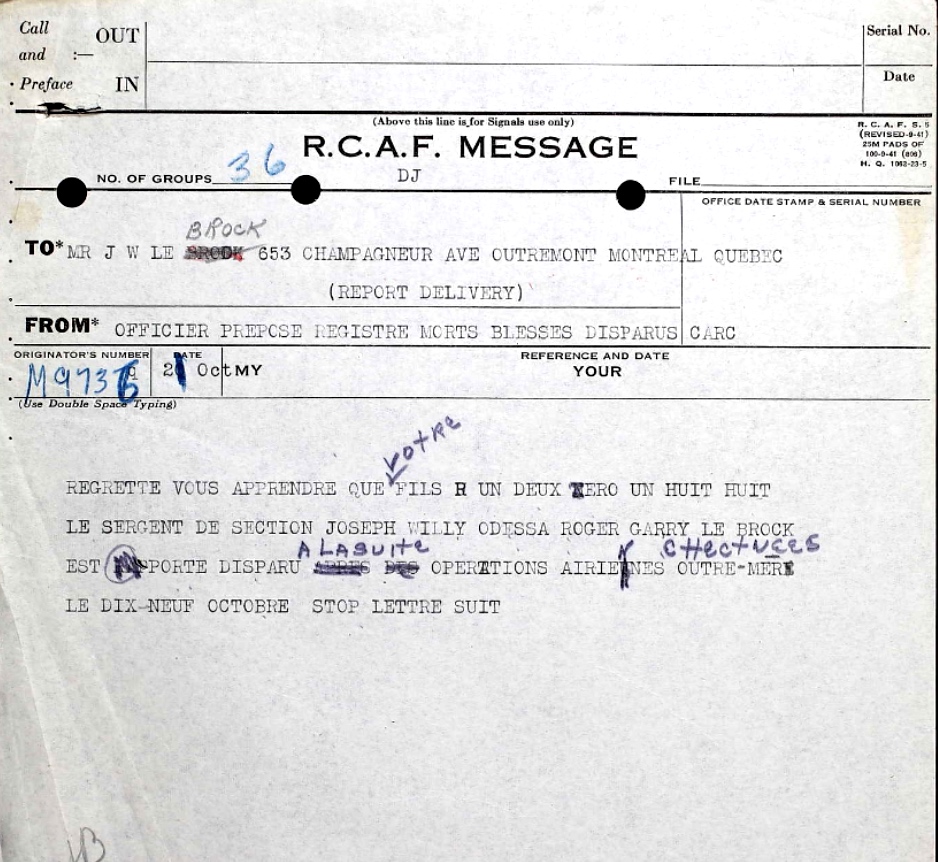 Call and :— Preface OUT IN
Serial No.
Date
(Above this line is for Signals use only)
R.C.A.F. MESSAGE
R. C. A. F. S. 5
(REVISED-9-41)
25M PADS OF
100-9-41 (898)
H. Q. 1062-23-5
NO. OF GROUPS 36 DJ FILE
OFFICE DATE STAMP & SERIAL NUMBER
BROCK
TO* MR J W LE 653 CHAMPAGNEUR AVE OUTREMONT MONTREAL QUEBEC
(REPORT DELIVERY)
FROM* OFFICIER PREPOSE REGISTRE MORTS BLESSES DISPARUS CARC
ORIGINATOR'S NUMBER DATE REFERENCE AND DATE
M9736 21 Oct MY YOUR
(Use Double Space Typing)
VOTRE
REGRETTE VOUS APPRENDRE QUE FILS R UN DEUX ZERO UN HUIT HUIT
LE SERGENT DE SECTION JOSEPH WILLY ODESSA ROGER GARRY LE BROCK
A LA SUITE EFFECTUEES
EST PORTE DISPARU OPERATIONS AIRIENNES OUTRE-MER
LE DIX-NEUF OCTOBRE STOP LETTRE SUIT